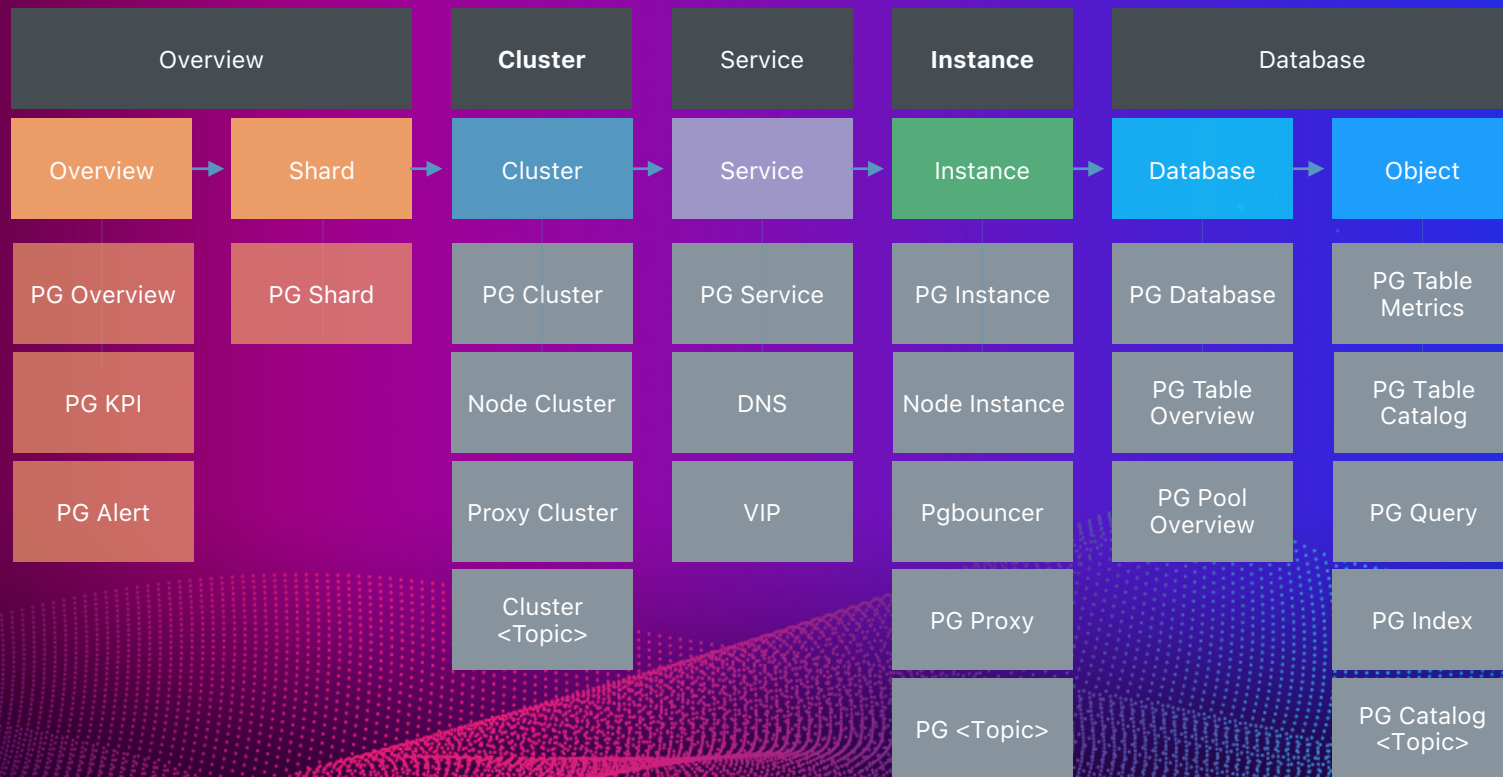 Overview
Cluster
Service
Instance
Database
Overview
Shard
Cluster
Service
Instance
Database
Object
PG Overview
PG Shard
PG Cluster
PG Service
PG Instance
PG Database
PG Table
Metrics
PG KPI
Node Cluster
DNS
Node Instance
PG Table
Overview
PG Table
Catalog
PG Alert
Proxy Cluster
VIP
Pgbouncer
PG Pool
Overview
PG Query
Cluster
<Topic>
PG Proxy
PG Index
PG <Topic>
PG Catalog
<Topic>